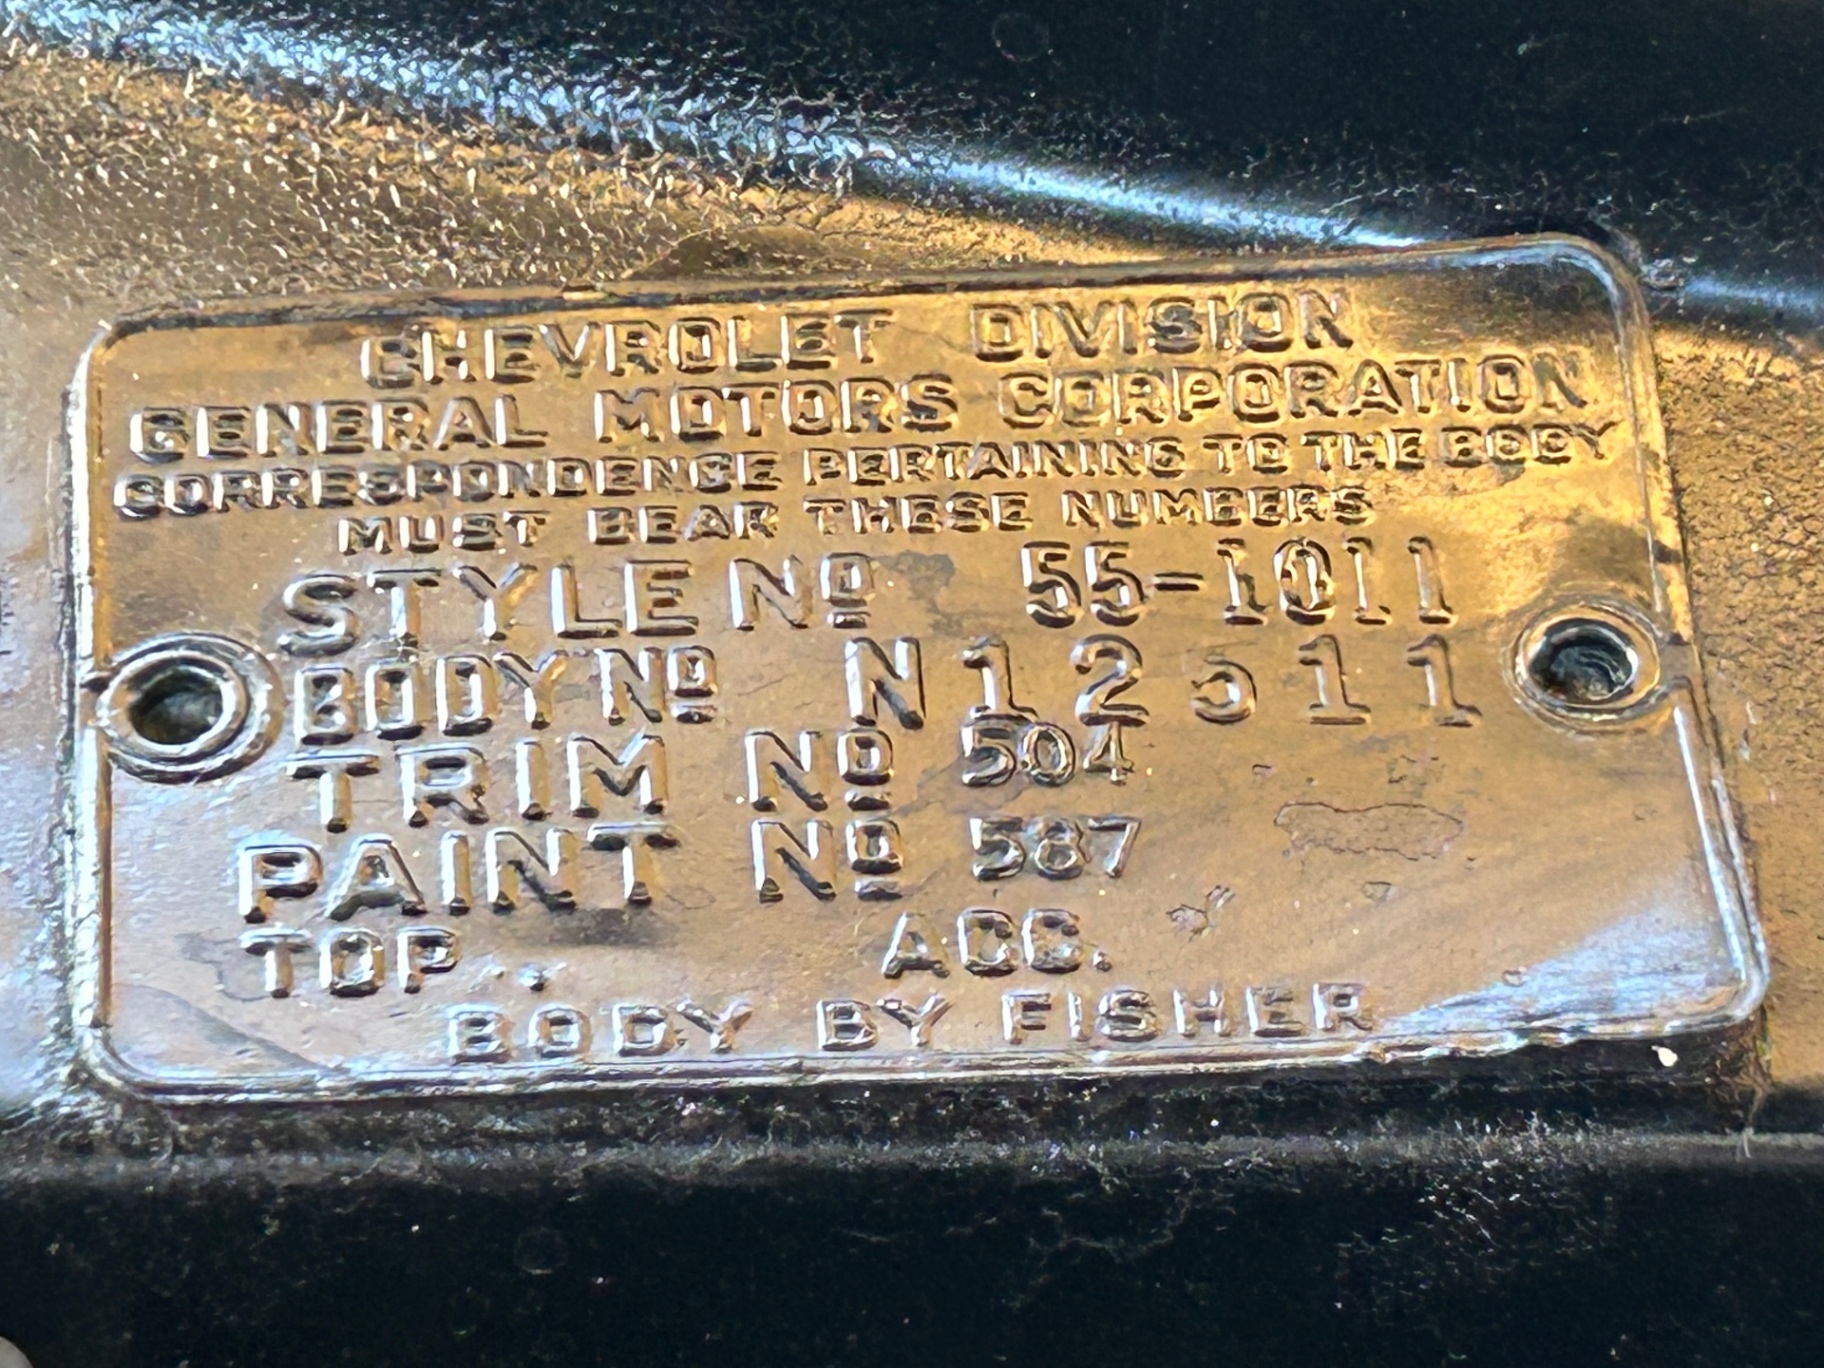 CHEVROLET DIVISION
GENERAL MOTORS CORPORATION
CORRESPONDENCE PERTAINING TO THE BODY
MUST BEAR THESE NUMBERS
STYLE Nº 55-1011
BODY Nº N12511
TRIM Nº 504
PAINT Nº 587
TOP ACC.
BODY BY FISHER